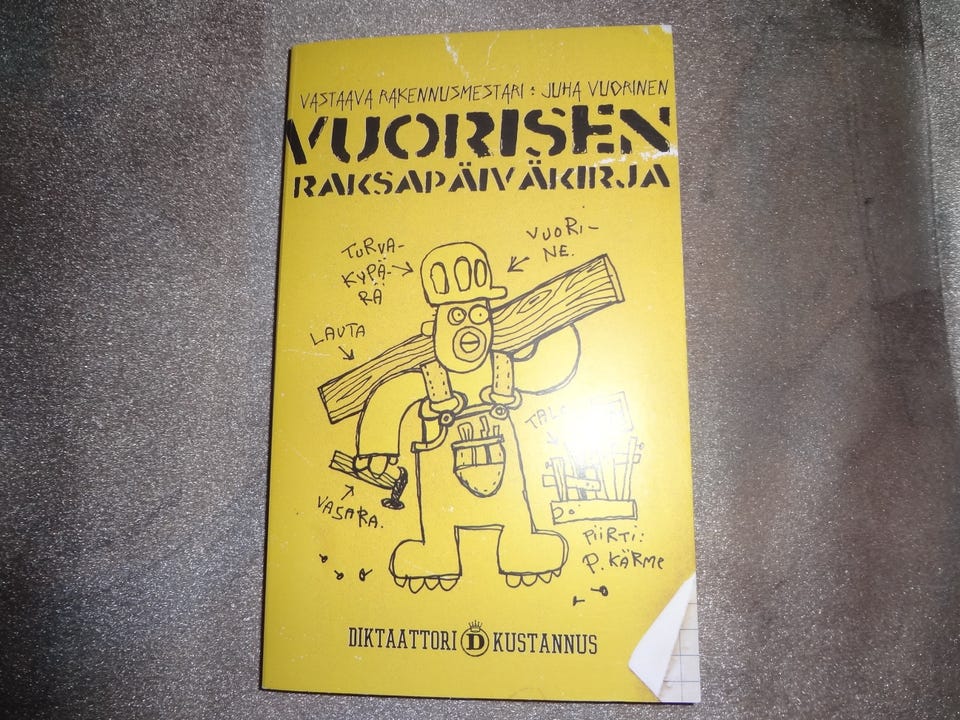 VASTAAVA RAKENNUSMESTARI : JUHA VUORINEN
VUORISEN
RAKSAPÄIVÄKIRJA
TURVA-
KYPÄ-
RÄ
VUORI-
NE.
LAUTA
VASARA.
PIIRTI:
P. KÄRME
DIKTAATTORI D KUSTANNUS